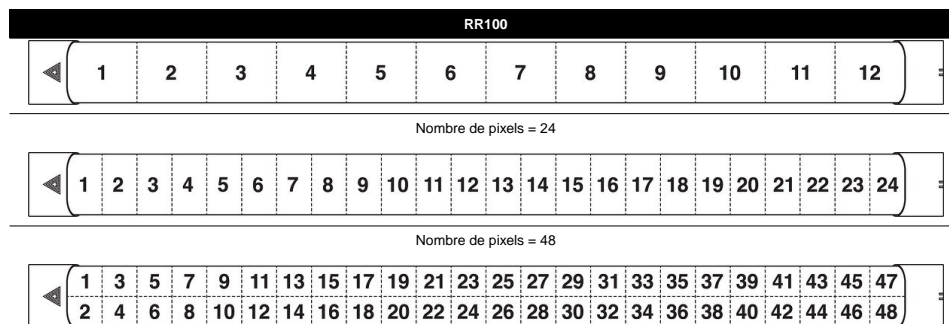 RR100
1 2 3 4 5 6 7 8 9 10 11 12
Nombre de pixels = 24
1 2 3 4 5 6 7 8 9 10 11 12 13 14 15 16 17 18 19 20 21 22 23 24
Nombre de pixels = 48
1 3 5 7 9 11 13 15 17 19 21 23 25 27 29 31 33 35 37 39 41 43 45 47
2 4 6 8 10 12 14 16 18 20 22 24 26 28 30 32 34 36 38 40 42 44 46 48